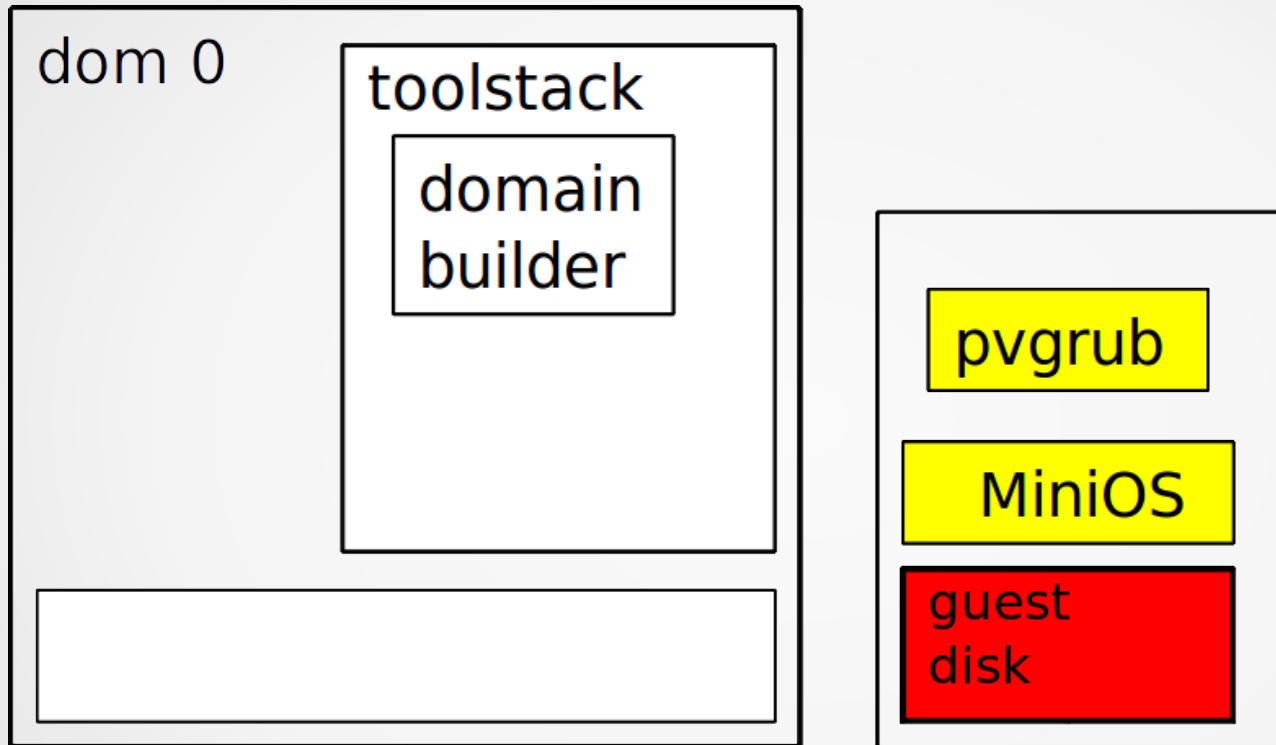 dom 0
toolstack
domain
builder
pvgrub
MiniOS
guest
disk